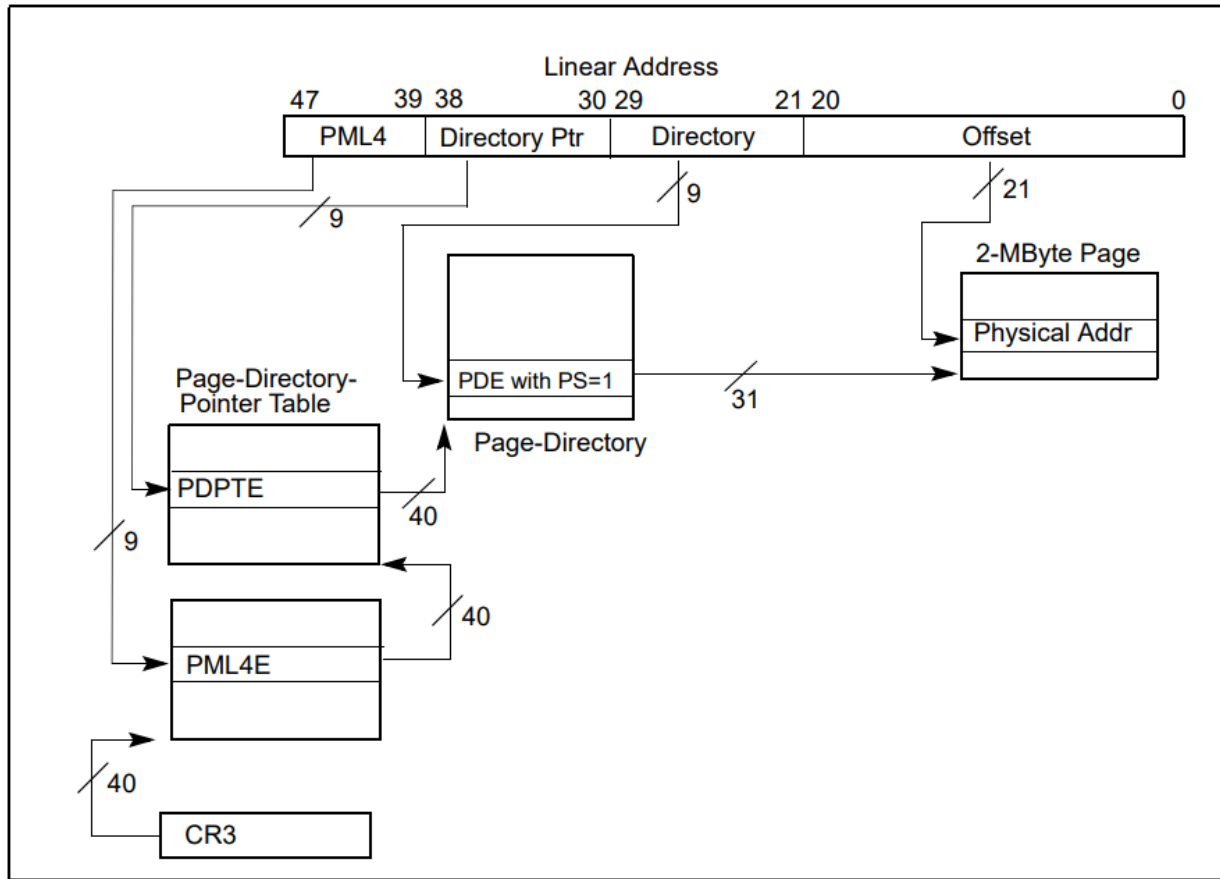 Linear Address
47 39 38 30 29 21 20 0
PML4 Directory Ptr Directory Offset
9
9
21
2-MByte Page
Physical Addr
PDE with PS=1
31
Page-Directory-
Pointer Table
Page-Directory
PDPTE
40
9
40
PML4E
40
CR3